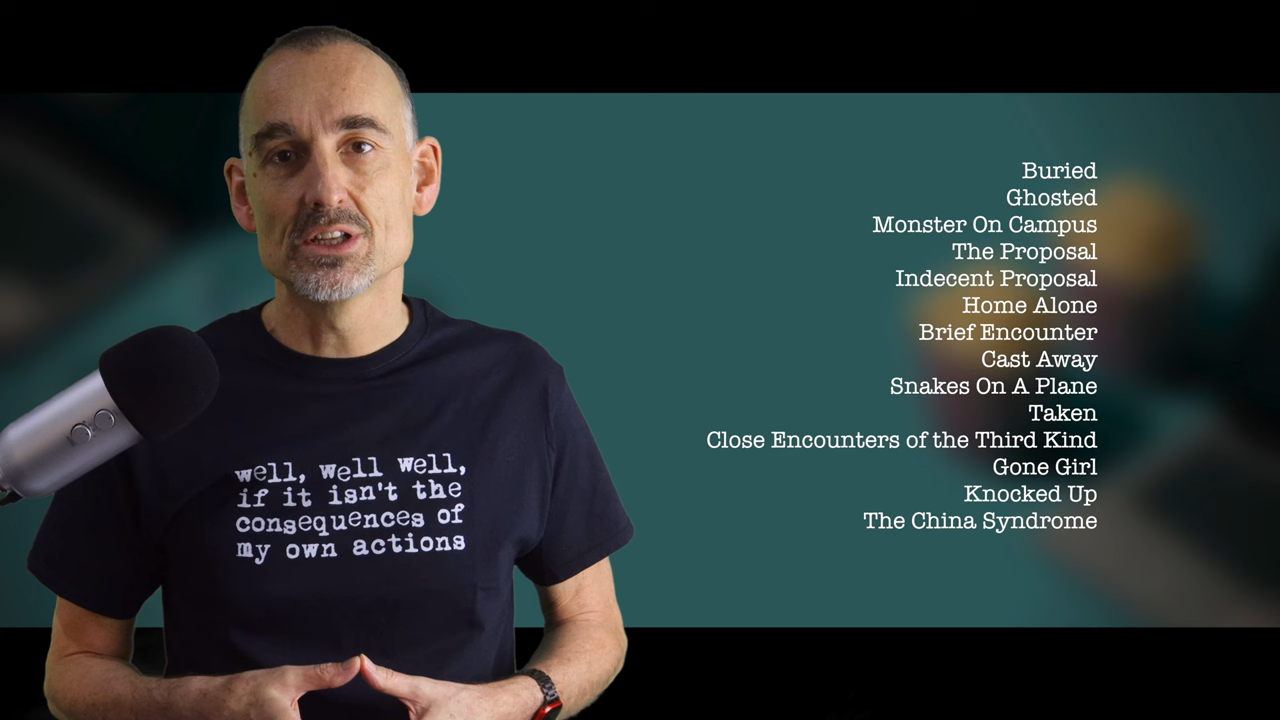 well, well well,
if it isn't the
consequences of
my own actions
Buried
Ghosted
Monster On Campus
The Proposal
Indecent Proposal
Home Alone
Brief Encounter
Cast Away
Snakes On A Plane
Taken
Close Encounters of the Third Kind
Gone Girl
Knocked Up
The China Syndrome